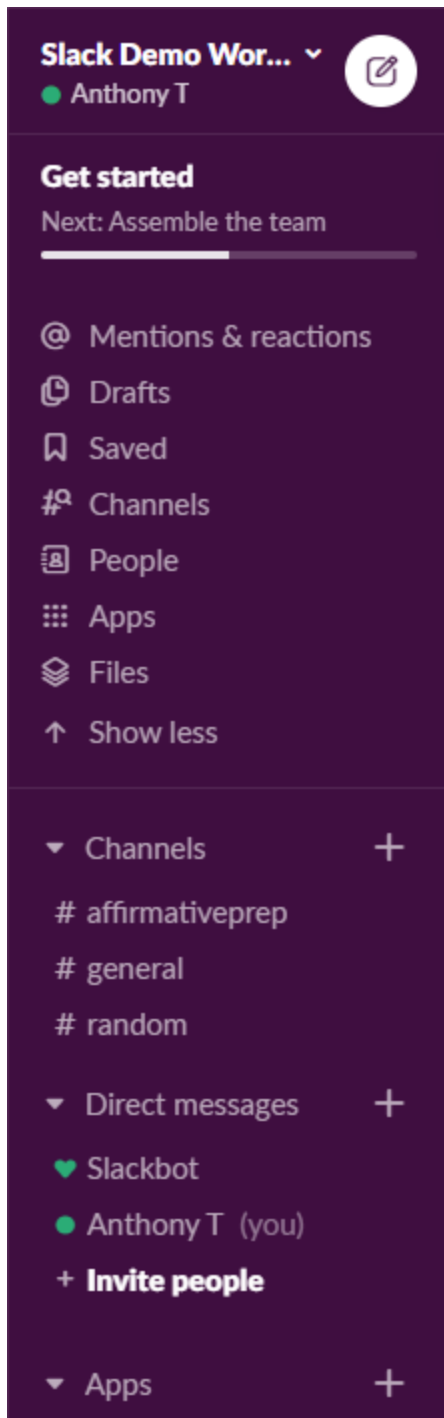 Slack Demo Wor...
Anthony T
Get started
Next: Assemble the team
@ Mentions & reactions
Drafts
Saved
Channels
People
Apps
Files
Show less
Channels +
# affirmativeprep
# general
# random
Direct messages +
Slackbot
Anthony T (you)
+ Invite people
Apps +